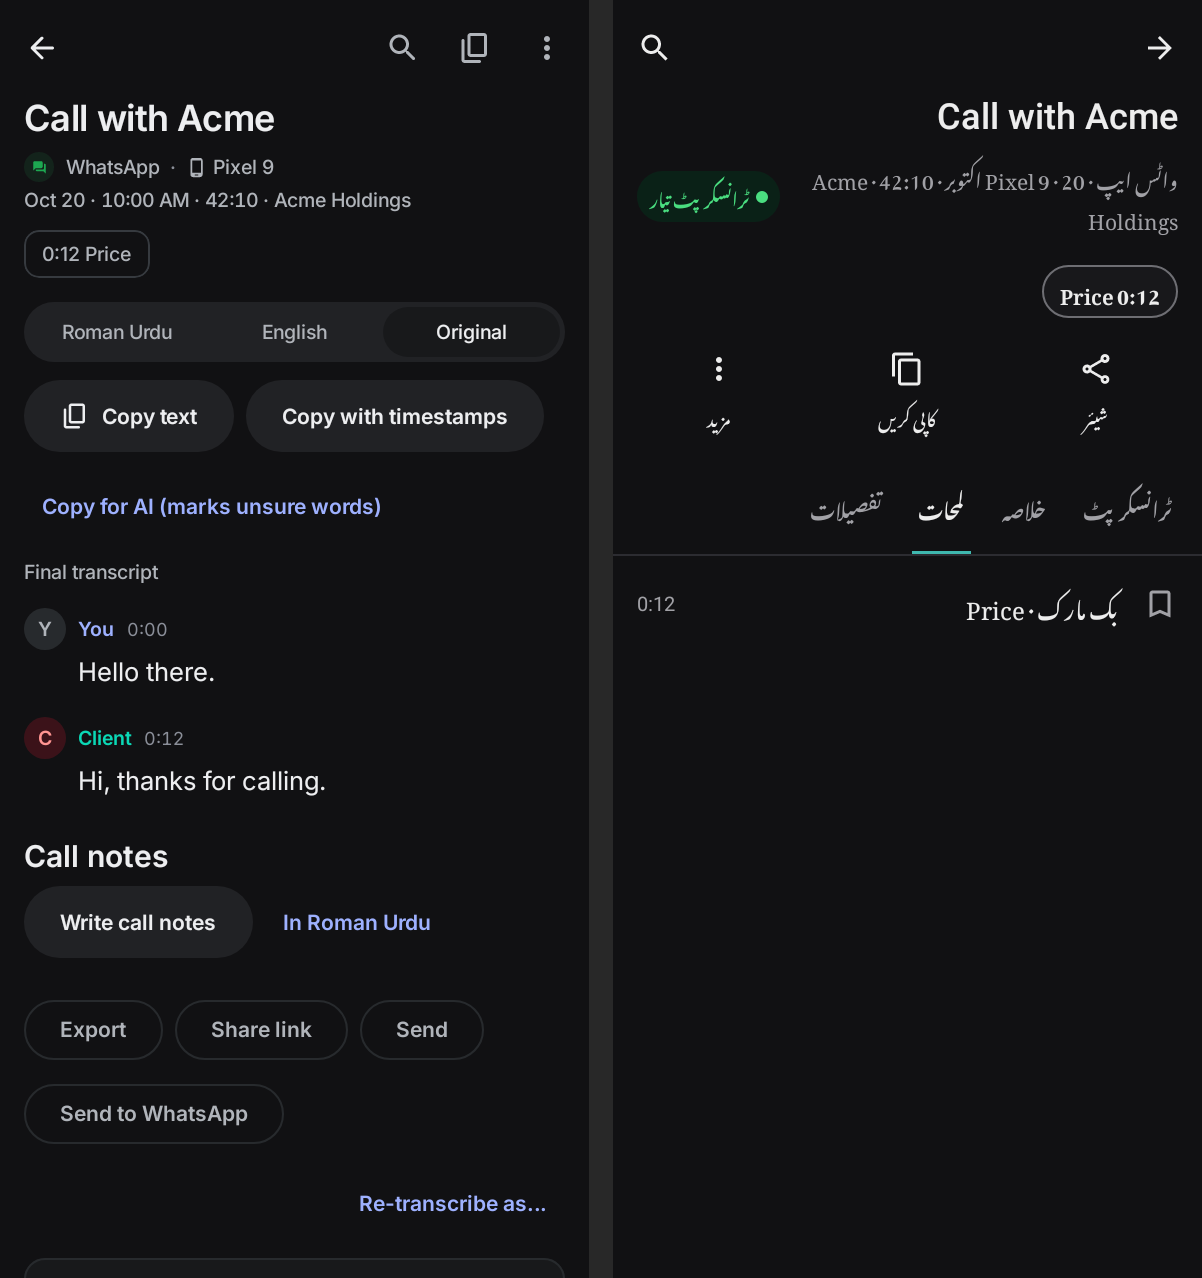 Call with Acme
WhatsApp · Pixel 9
Oct 20 · 10:00 AM · 42:10 · Acme Holdings
0:12 Price
Roman Urdu
English
Original
Copy text
Copy with timestamps
Copy for AI (marks unsure words)
Final transcript
Y
You 0:00
Hello there.
C
Client 0:12
Hi, thanks for calling.
Call notes
Write call notes
In Roman Urdu
Export
Share link
Send
Send to WhatsApp
Re-transcribe as...
Call with Acme
واٹس ایپ · Pixel 9 · 20 اکتوبر · 42:10 · Acme
Holdings
ٹرانسکرپٹ تیار
Price 0:12
شیئر
کاپی کریں
مزید
ٹرانسکرپٹ
خلاصہ
لمحات
تفصیلات
بک مارک · Price
0:12